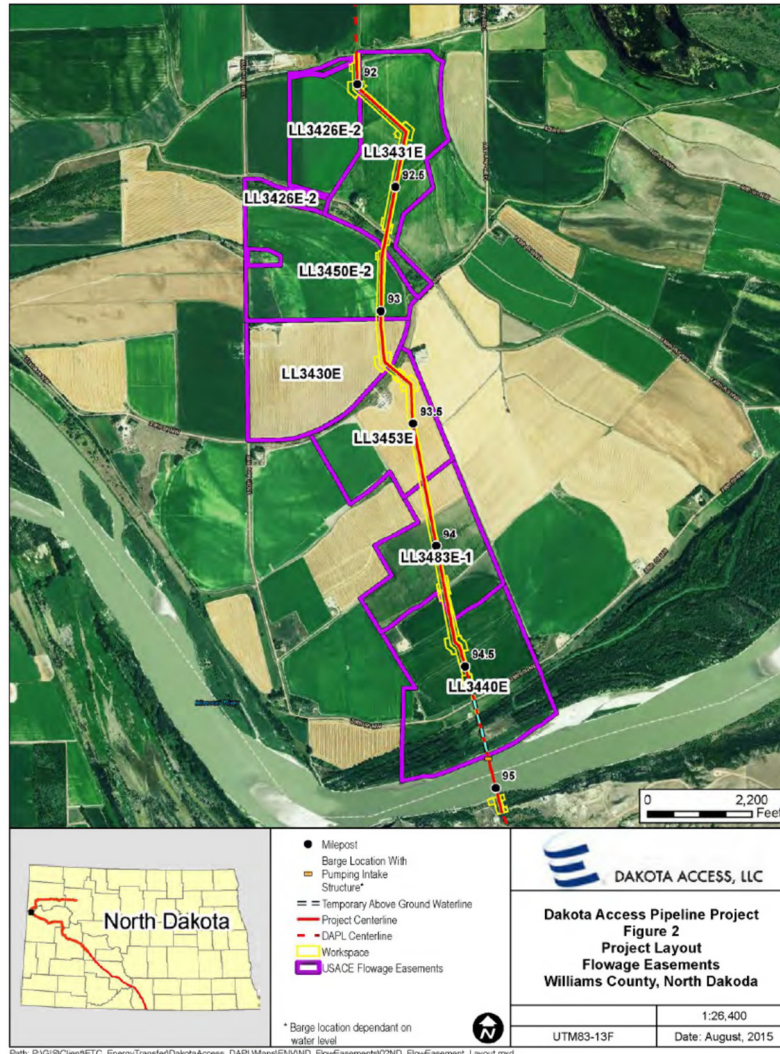 92
LL3426E-2
LL3431E
92.5
LL3426E-2
LL3450E-2
93
LL3430E
93.5
LL3453E
94
LL3483E-1
94.5
LL3440E
Missouri River
95
0 2,200
Feet
North Dakota
Milepost
Barge Location With
Pumping Intake
Structure*
Temporary Above Ground Waterline
Project Centerline
DAPL Centerline
Workspace
USACE Flowage Easements
* Barge location dependant on
water level
N
DAKOTA ACCESS, LLC
Dakota Access Pipeline Project
Figure 2
Project Layout
Flowage Easements
Williams County, North Dakoda
1:26,400
UTM83-13F
Date: August, 2015